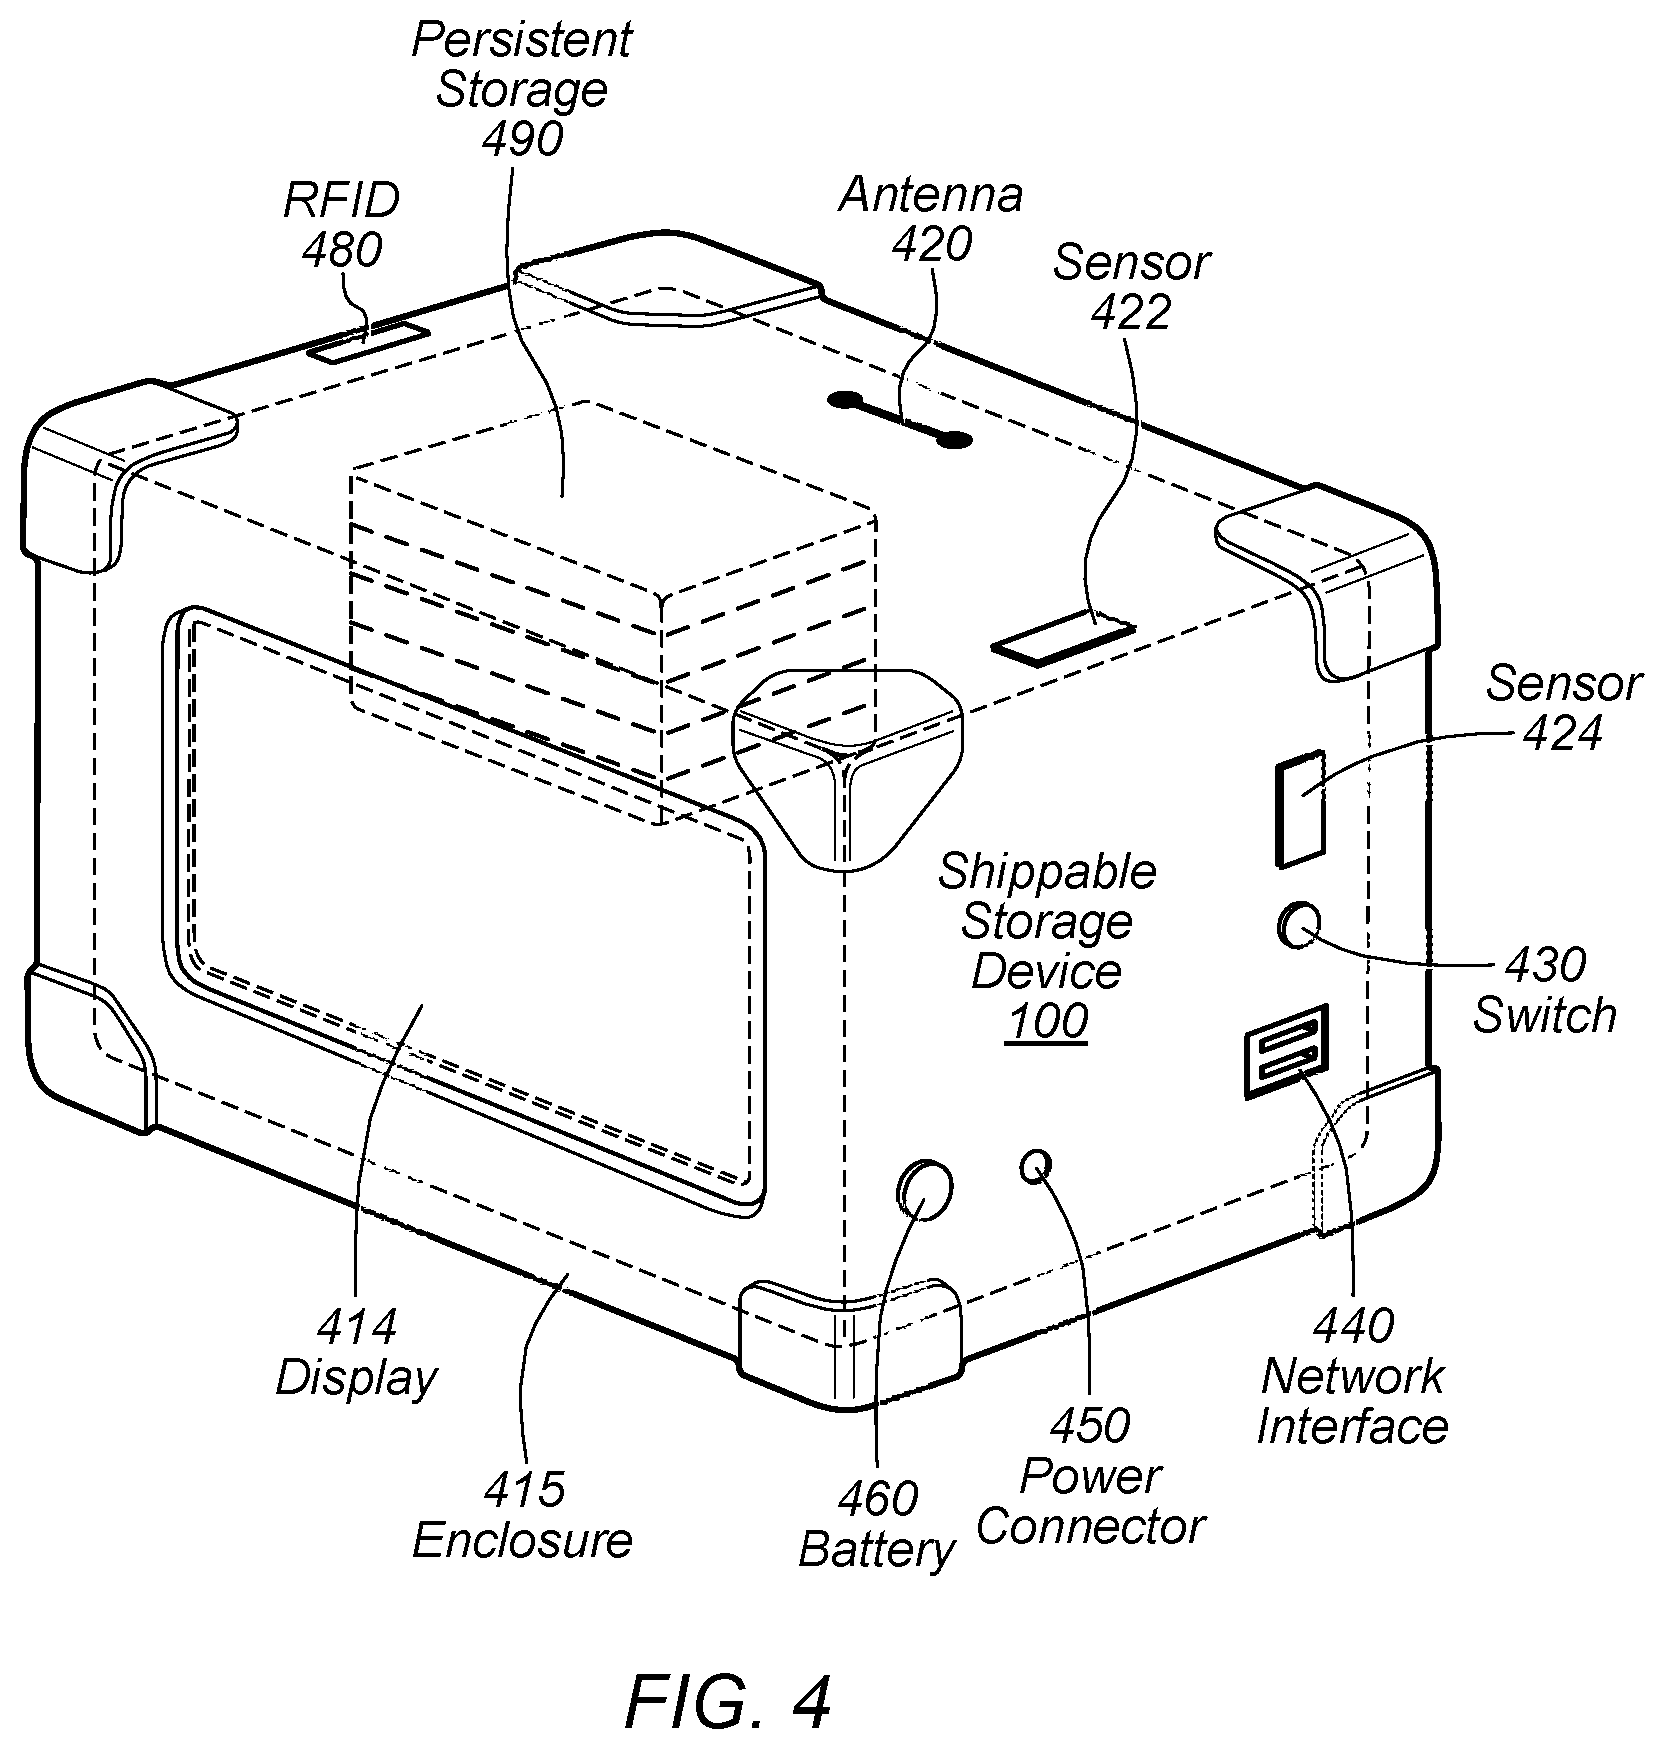 Persistent
Storage
490
RFID
480
Antenna
420
Sensor
422
Sensor
424
Shippable
Storage
Device
100
430
Switch
414
Display
440
Network
Interface
450
Power
Connector
415
Enclosure
460
Battery
FIG. 4